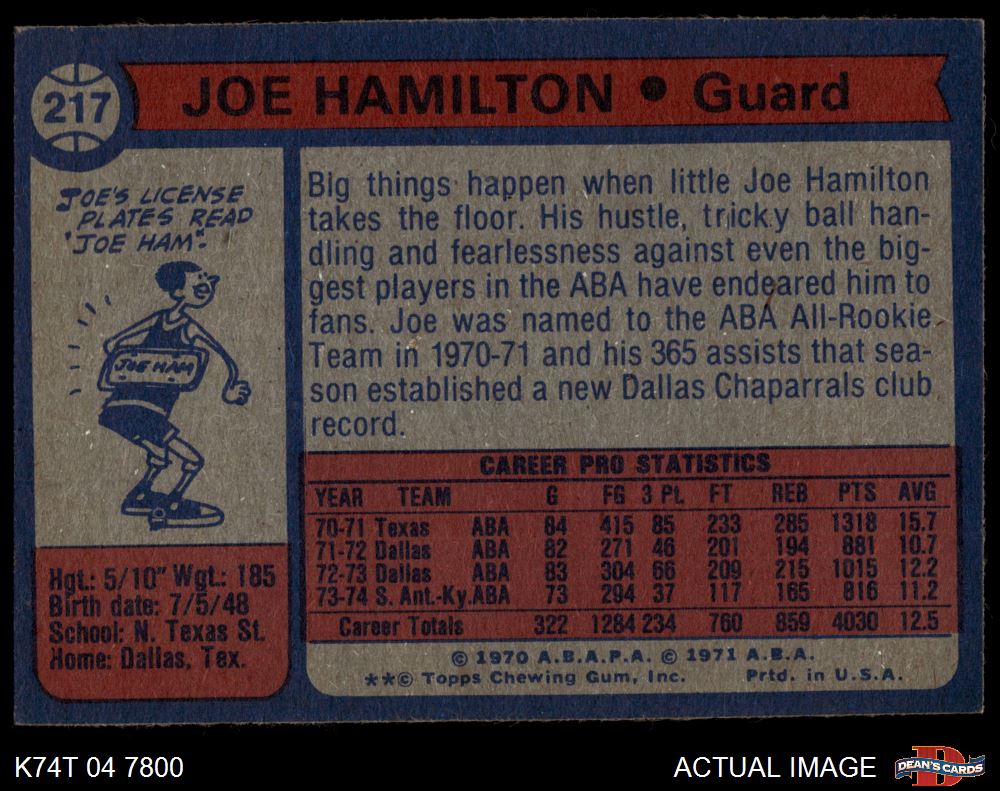 217
JOE HAMILTON • Guard
JOE'S LICENSE
PLATES READ
"JOE HAM".
JOE HAM
Hgt.: 5/10" Wgt.: 185
Birth date: 7/5/48
School: N. Texas St.
Home: Dallas, Tex.
Big things happen when little Joe Hamilton
takes the floor. His hustle, tricky ball han-
dling and fearlessness against even the big-
gest players in the ABA have endeared him to
fans. Joe was named to the ABA All-Rookie
Team in 1970-71 and his 365 assists that sea-
son established a new Dallas Chaparrals club
record.
CAREER PRO STATISTICS
YEAR TEAM G FG 3 Pt. FT REB PTS AVG
70-71 Texas ABA 84 415 85 233 285 1318 15.7
71-72 Dallas ABA 82 271 46 201 194 881 10.7
72-73 Dallas ABA 83 304 66 209 215 1015 12.2
73-74 S. Ant.-Ky. ABA 73 294 37 117 165 816 11.2
Career Totals 322 1284 234 760 859 4030 12.5
© 1970 A.B.A.P.A. © 1971 A.B.A.
**© Topps Chewing Gum, Inc. Prtd. in U.S.A.
K74T 04 7800
ACTUAL IMAGE
D
DEAN'S CARDS